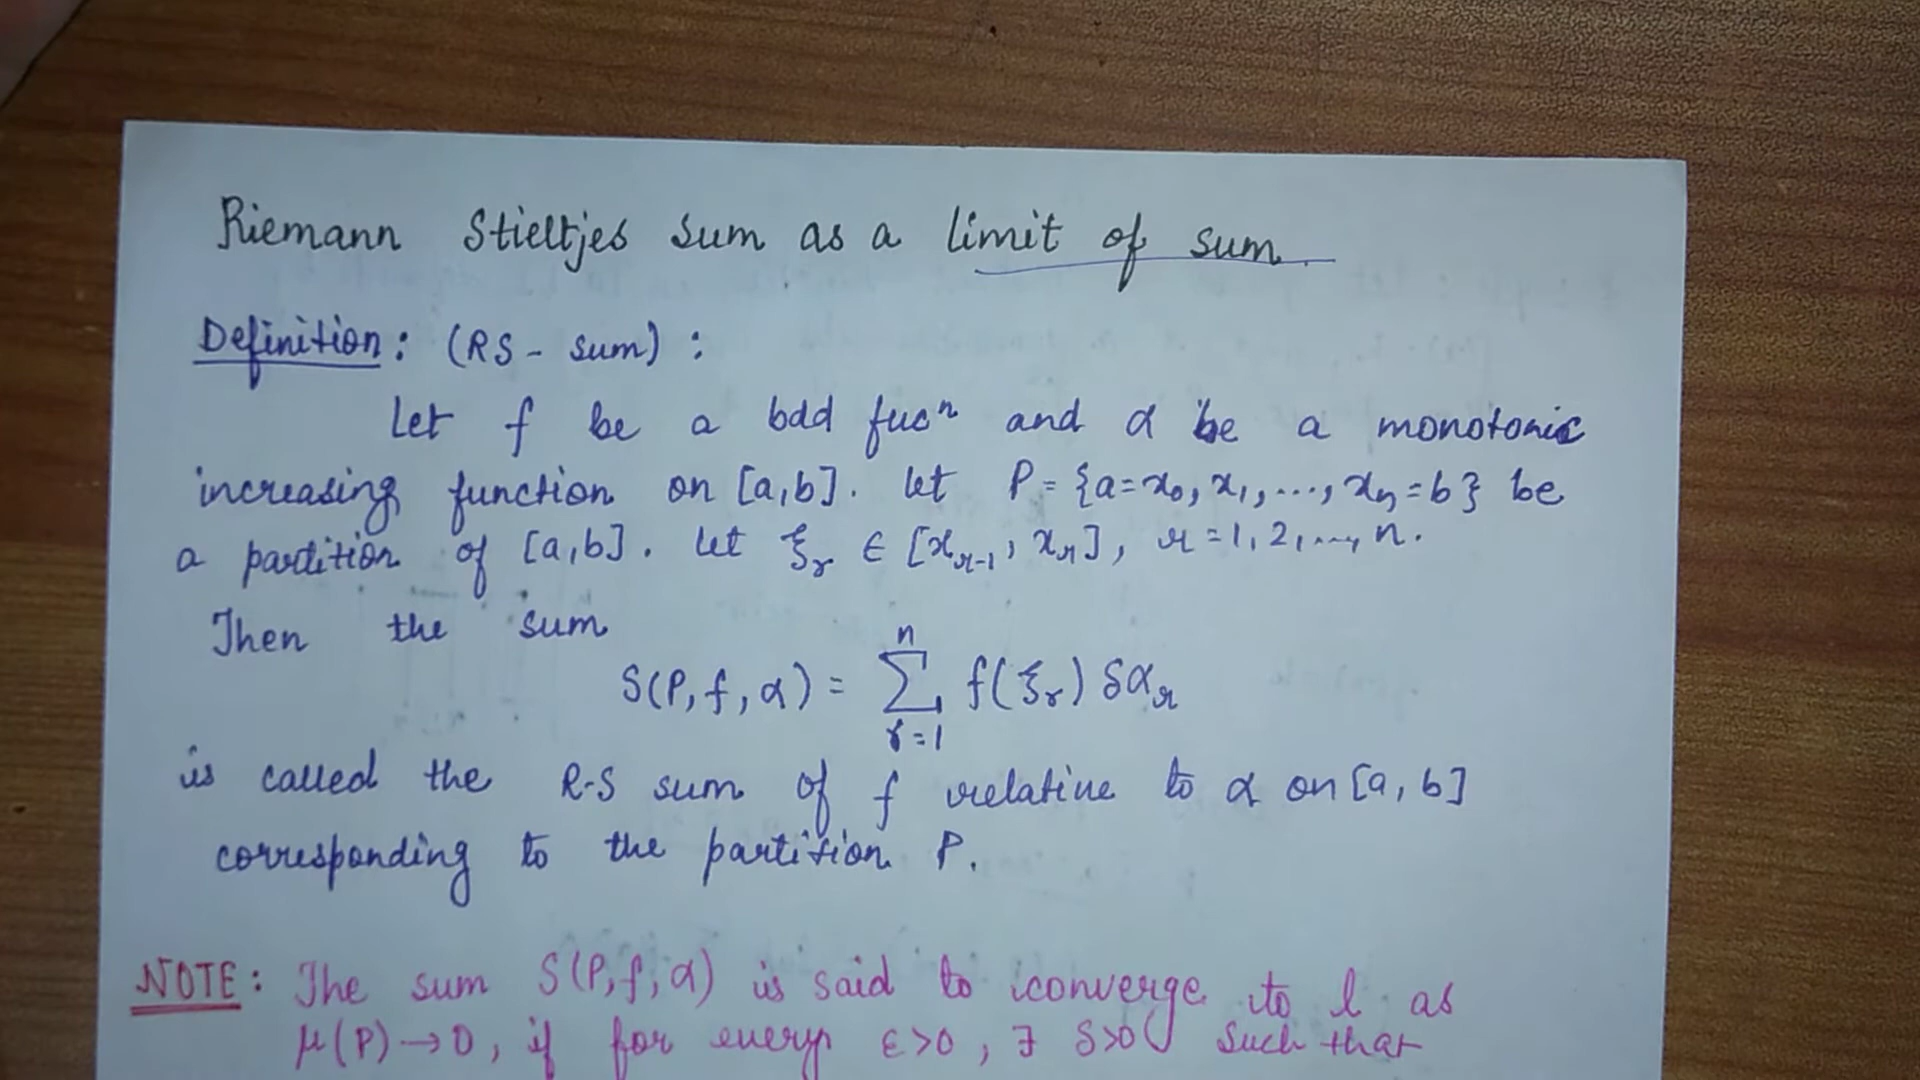 Riemann Stieltjes Sum as a limit of sum.
Definition: (RS - sum) :
Let f be a bdd fucⁿ and α be a monotonic
increasing function on [a,b]. let P = {a=x₀, x₁,..., xₙ=b} be
a partition of [a,b]. let ξᵣ ∈ [xᵣ₋₁, xᵣ], r=1,2,..., n.
Then the sum
S(P,f,α) = ∑ⁿᵣ₌₁ f(ξᵣ) δαᵣ
is called the R-S sum of f relative to α on [a,b]
corresponding to the partition P.
NOTE: The sum S(P,f,α) is said to converge to l as
μ(P)→0, if for every ε>0, ∃ δ>0 such that